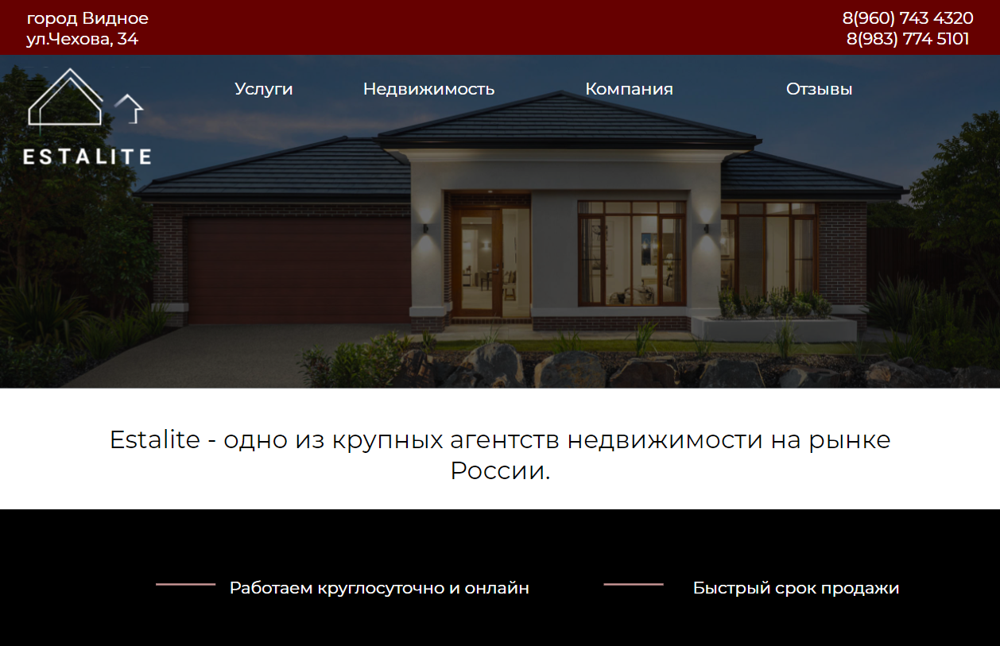 город Видное
ул.Чехова, 34
8(960) 743 4320
8(983) 774 5101
Услуги Недвижимость Компания Отзывы
ESTALITE
Estalite - одно из крупных агентств недвижимости на рынке
России.
Работаем круглосуточно и онлайн
Быстрый срок продажи